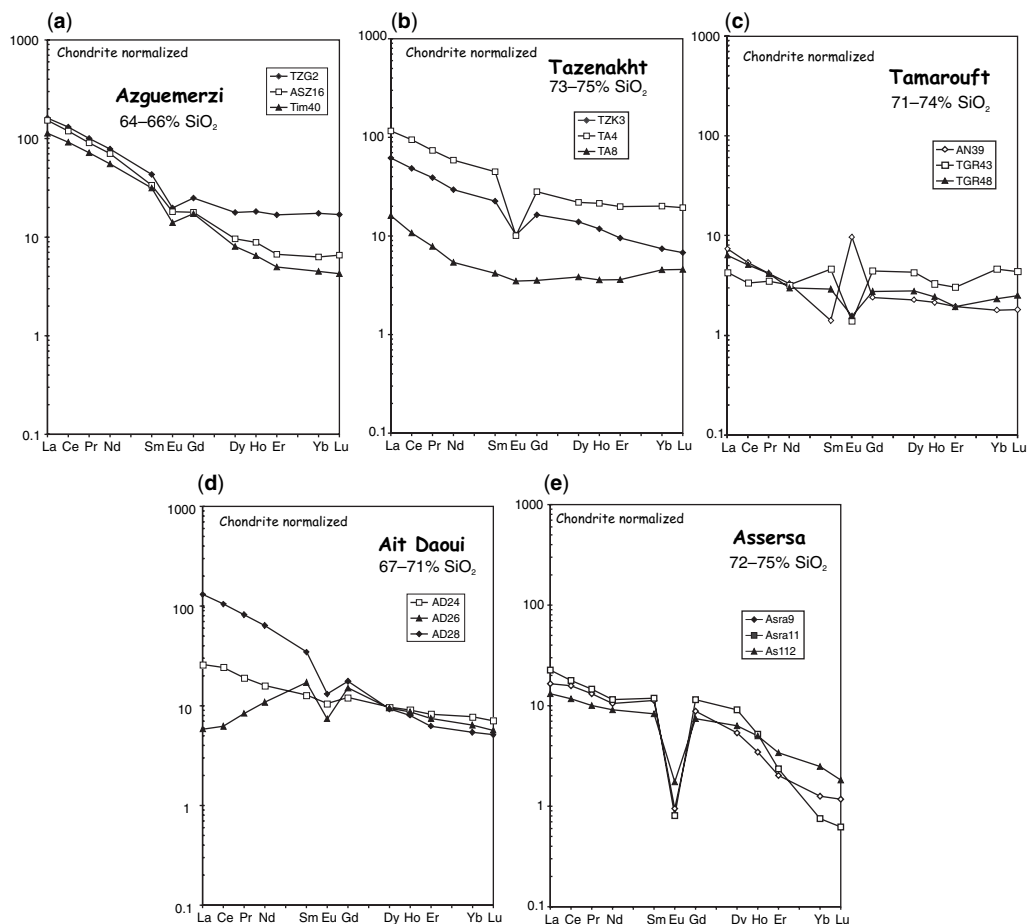 (a)
1000
Chondrite normalized
TZG2
ASZ16
Tim40
Azguemerzi
64–66% SiO₂
100
10
1
0.1
La Ce Pr Nd Sm Eu Gd Dy Ho Er Yb Lu
(b)
1000
Chondrite normalized
Tazenakht
73–75% SiO₂
TZK3
TA4
TA8
100
10
1
0.1
La Ce Pr Nd Sm Eu Gd Dy Ho Er Yb Lu
(c)
1000
Chondrite normalized
Tamarouft
71–74% SiO₂
AN39
TGR43
TGR48
100
10
1
0.1
La Ce Pr Nd Sm Eu Gd Dy Ho Er Yb Lu
(d)
1000
Chondrite normalized
Ait Daoui
67–71% SiO₂
AD24
AD26
AD28
100
10
1
0.1
La Ce Pr Nd Sm Eu Gd Dy Ho Er Yb Lu
(e)
1000
Chondrite normalized
Assersa
72–75% SiO₂
Asra9
Asra11
As112
100
10
1
0.1
La Ce Pr Nd Sm Eu Gd Dy Ho Er Yb Lu